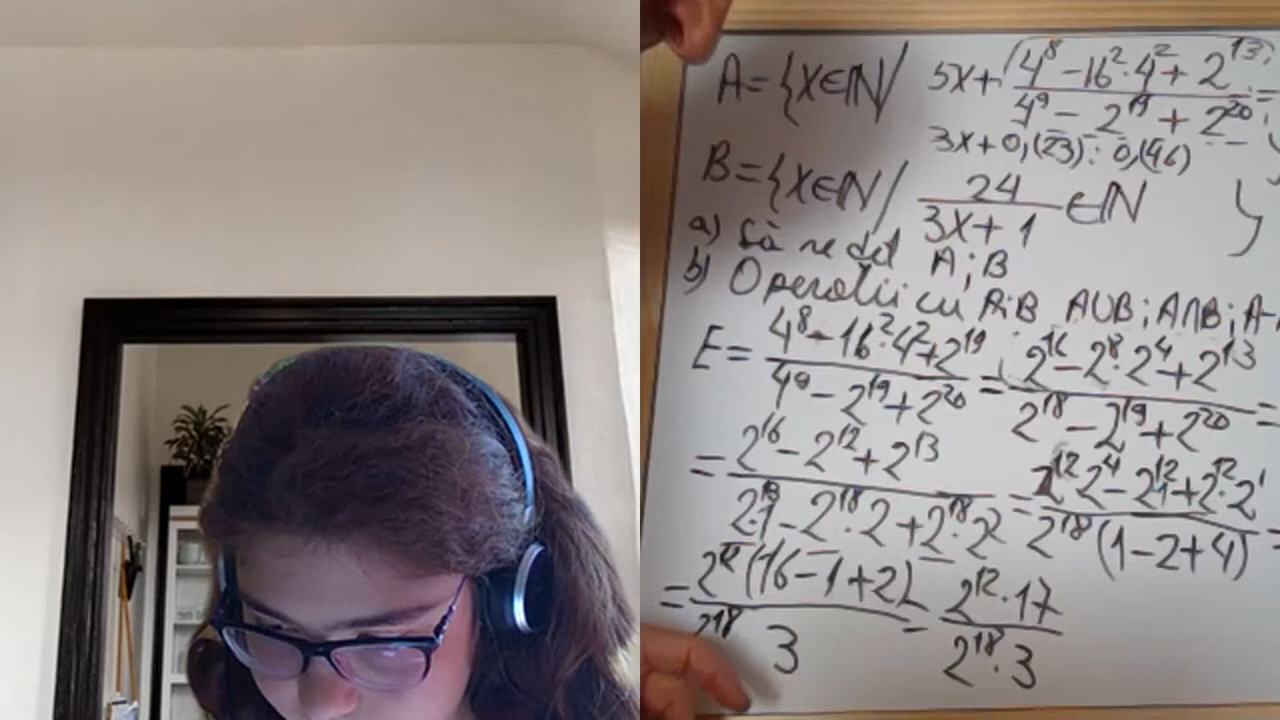 A = {x∈ℕ / 5x + (4⁸ − 16²·4² + 2¹³) / (4⁹ − 2¹⁹ + 2²⁰) =
3x + 0,(23) : 0,(46) }
B = {x∈ℕ / 24 / (3x + 1) ∈ℕ }
a) Să se det A; B
b) Operații cu A; B A∪B; A∩B; A-
E = (4⁸ − 16²·4² + 2¹⁹) / (4⁹ − 2¹⁹ + 2²⁰) = (2¹⁶ − 2⁸·2⁴ + 2¹³) / (2¹⁸ − 2¹⁹ + 2²⁰) =
= (2¹⁶ − 2¹² + 2¹³) / (2¹⁸·1 − 2¹⁸·2 + 2¹⁸·2²) = (2¹²·2⁴ − 2¹²·1 + 2¹²·2¹) / (2¹⁸(1 − 2 + 4)) =
= (2¹²(16 − 1 + 2)) / (2¹⁸ 3) = (2¹²·17) / (2¹⁸·3)